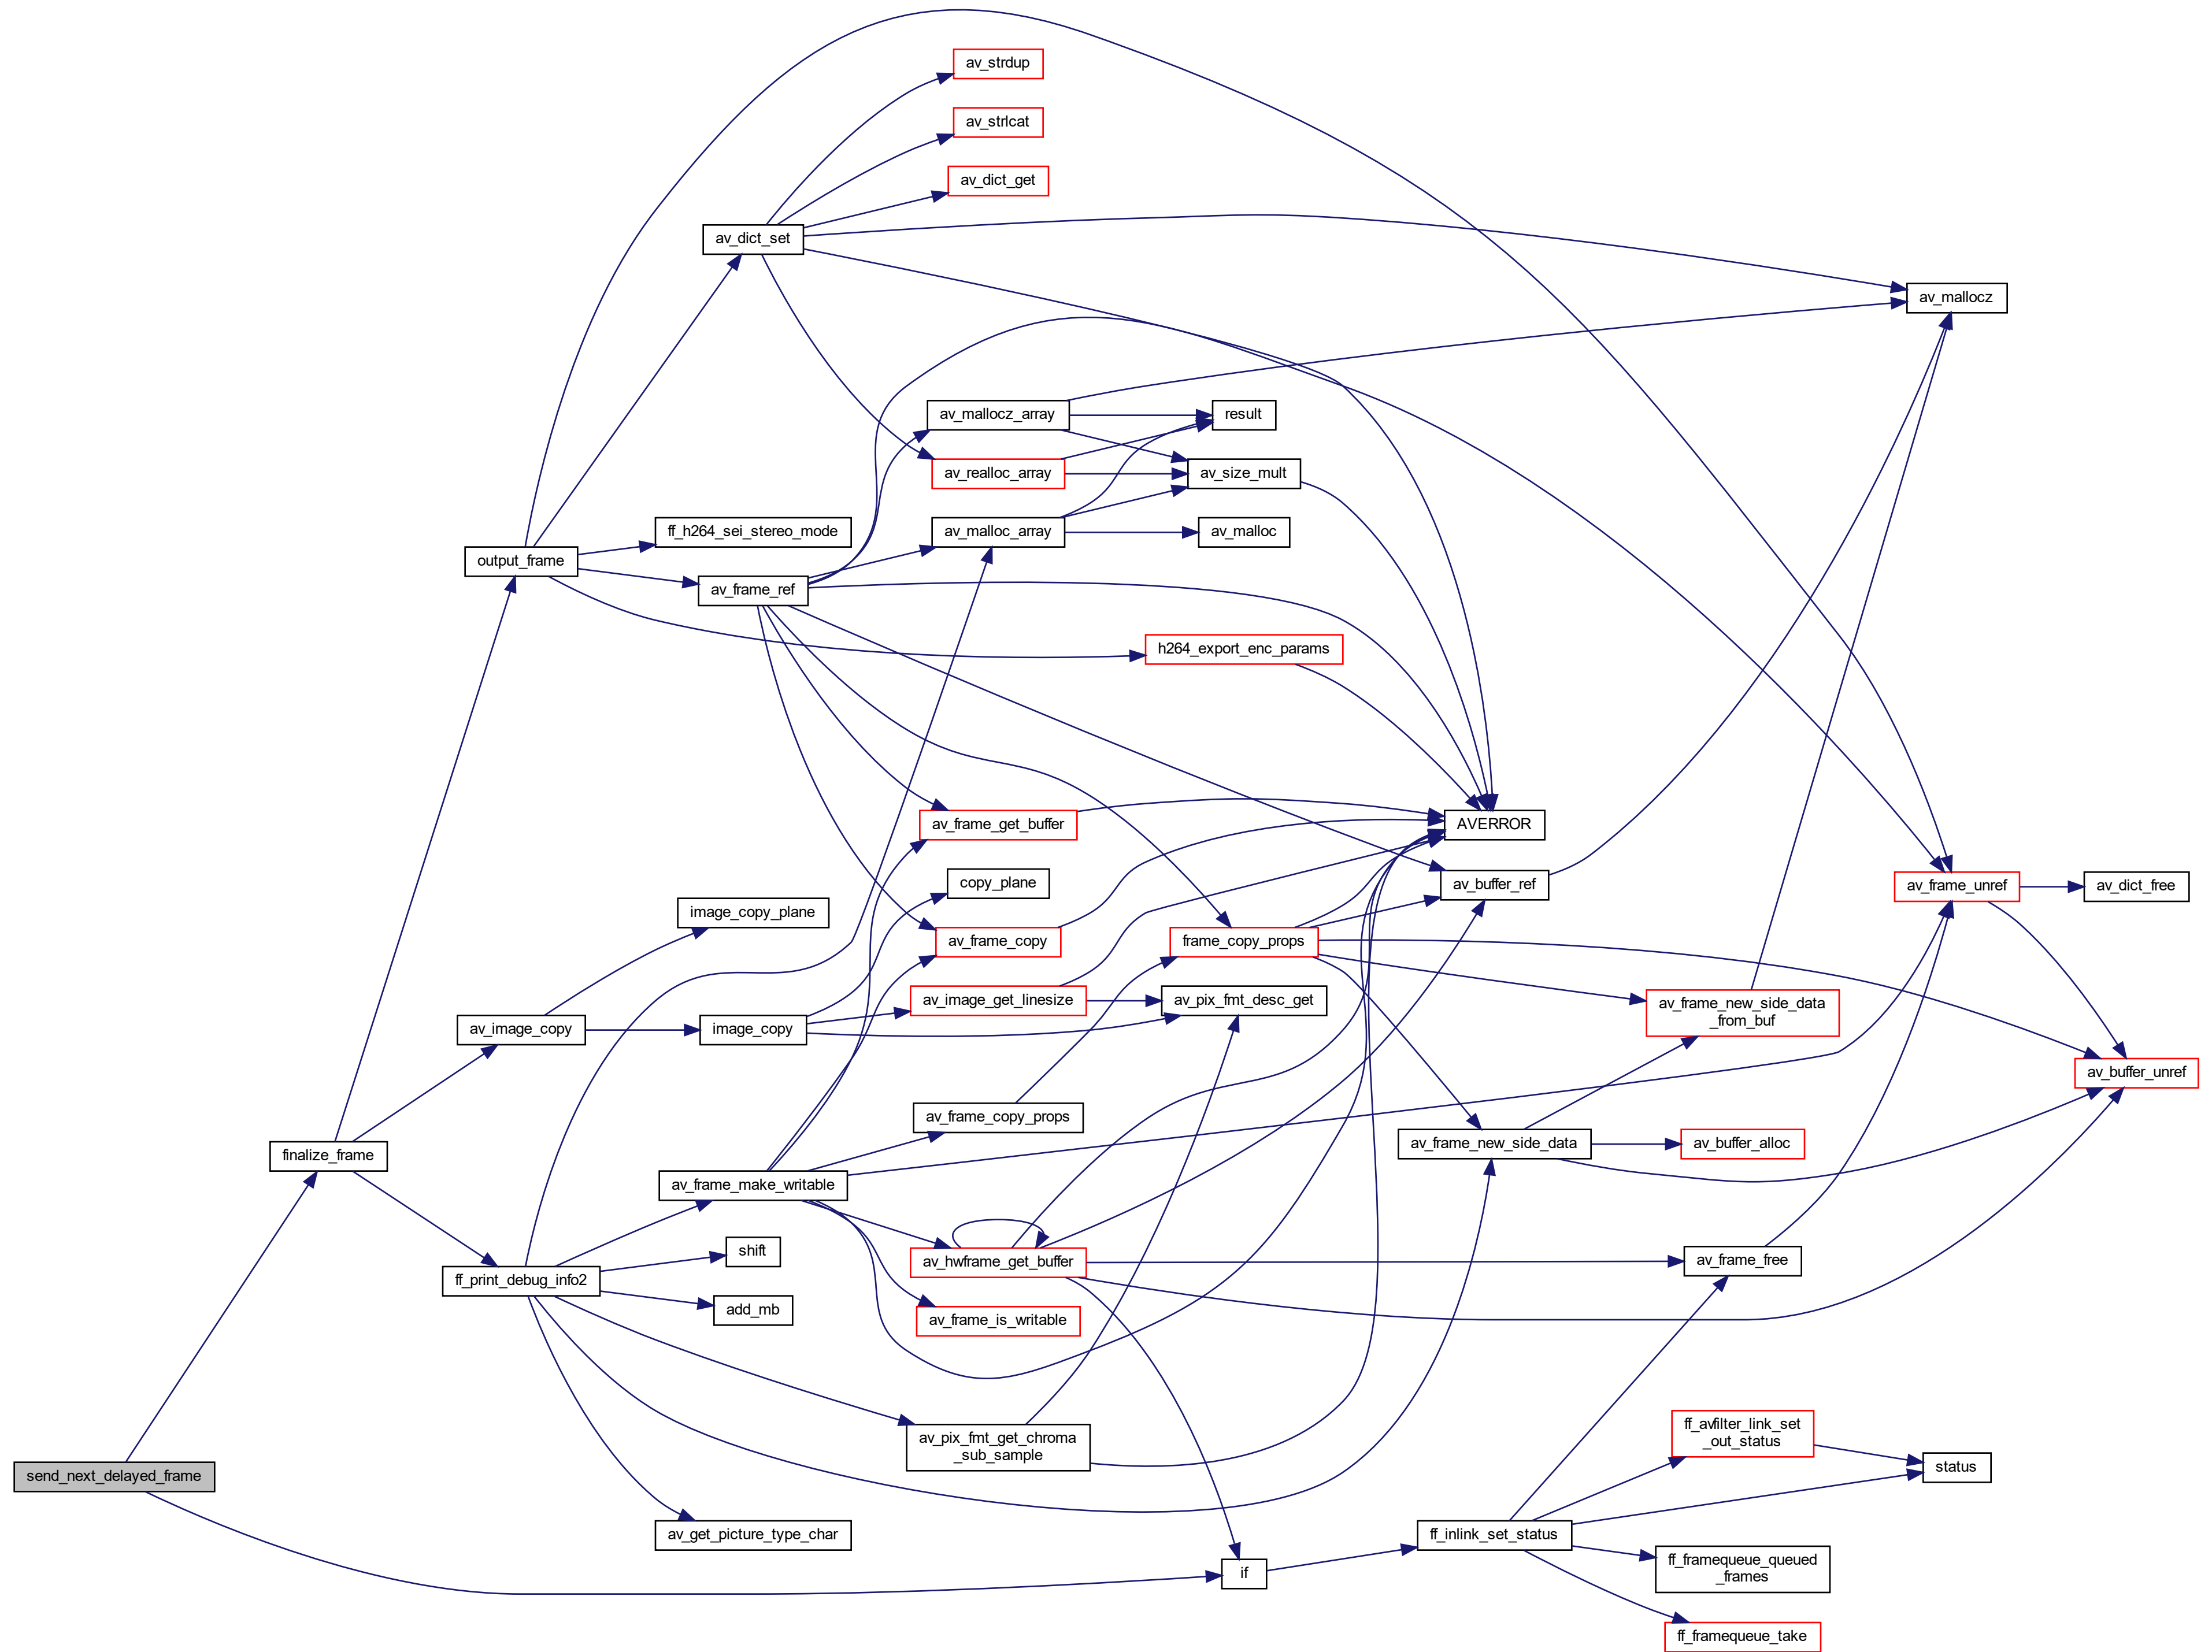 av_strdup
av_strlcat
av_dict_get
av_dict_set
av_mallocz
av_mallocz_array
result
av_realloc_array
av_size_mult
ff_h264_sei_stereo_mode
av_malloc_array
av_malloc
output_frame
av_frame_ref
h264_export_enc_params
av_frame_get_buffer
AVERROR
copy_plane
av_buffer_ref
av_frame_unref
av_dict_free
image_copy_plane
av_frame_copy
frame_copy_props
av_image_copy
image_copy
av_image_get_linesize
av_pix_fmt_desc_get
av_frame_new_side_data
_from_buf
av_buffer_unref
av_frame_copy_props
finalize_frame
av_frame_new_side_data
av_buffer_alloc
av_frame_make_writable
shift
av_hwframe_get_buffer
av_frame_free
ff_print_debug_info2
add_mb
av_frame_is_writable
av_pix_fmt_get_chroma
_sub_sample
ff_avfilter_link_set
_out_status
status
send_next_delayed_frame
av_get_picture_type_char
ff_inlink_set_status
if
ff_framequeue_queued
_frames
ff_framequeue_take